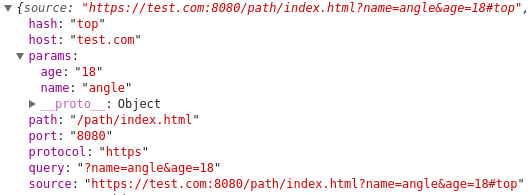 {source: "https://test.com:8080/path/index.html?name=angle&age=18#top",
hash: "top"
host: "test.com"
params:
age: "18"
name: "angle"
__proto__: Object
path: "/path/index.html"
port: "8080"
protocol: "https"
query: "?name=angle&age=18"
source: "https://test.com:8080/path/index.html?name=angle&age=18#top"